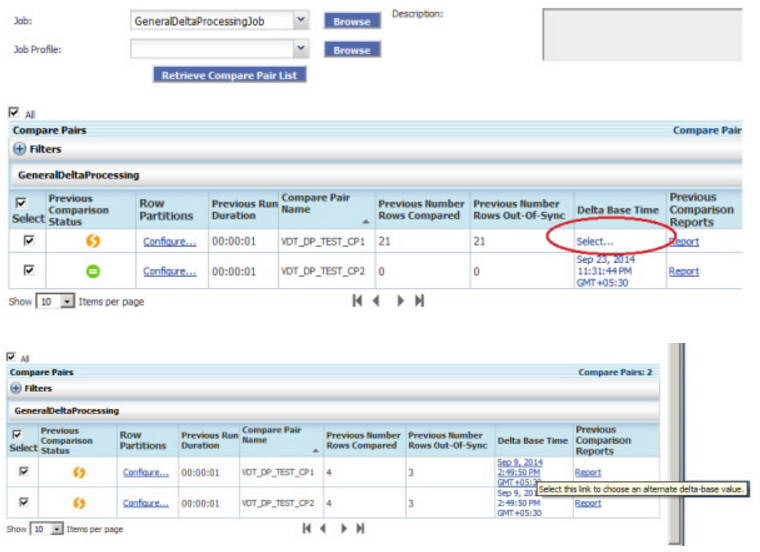 Job: GeneralDeltaProcessingJob Browse Description:
Job Profile: Browse
Retrieve Compare Pair List
All
Compare Pairs Compare Pair
Filters
GeneralDeltaProcessing
Select Previous Comparison Status Row Partitions Previous Run Duration Compare Pair Name Previous Number Rows Compared Previous Number Rows Out-Of-Sync Delta Base Time Previous Comparison Reports
Configure... 00:00:01 VDT_DP_TEST_CP1 21 21 Select... Report
Configure... 00:00:01 VDT_DP_TEST_CP2 0 0 Sep 23, 2014 11:31:44 PM GMT+05:30 Report
Show 10 Items per page
All
Compare Pairs Compare Pairs: 2
Filters
GeneralDeltaProcessing
Select Previous Comparison Status Row Partitions Previous Run Duration Compare Pair Name Previous Number Rows Compared Previous Number Rows Out-Of-Sync Delta Base Time Previous Comparison Reports
Configure... 00:00:01 VDT_DP_TEST_CP1 4 3 Sep 9, 2014 2:49:50 PM GMT+05:30 Report
Select this link to choose an alternate delta-base value.
Configure... 00:00:01 VDT_DP_TEST_CP2 4 3 Sep 9, 201 2:49:50 PM GMT+05:30 Report
Show 10 Items per page